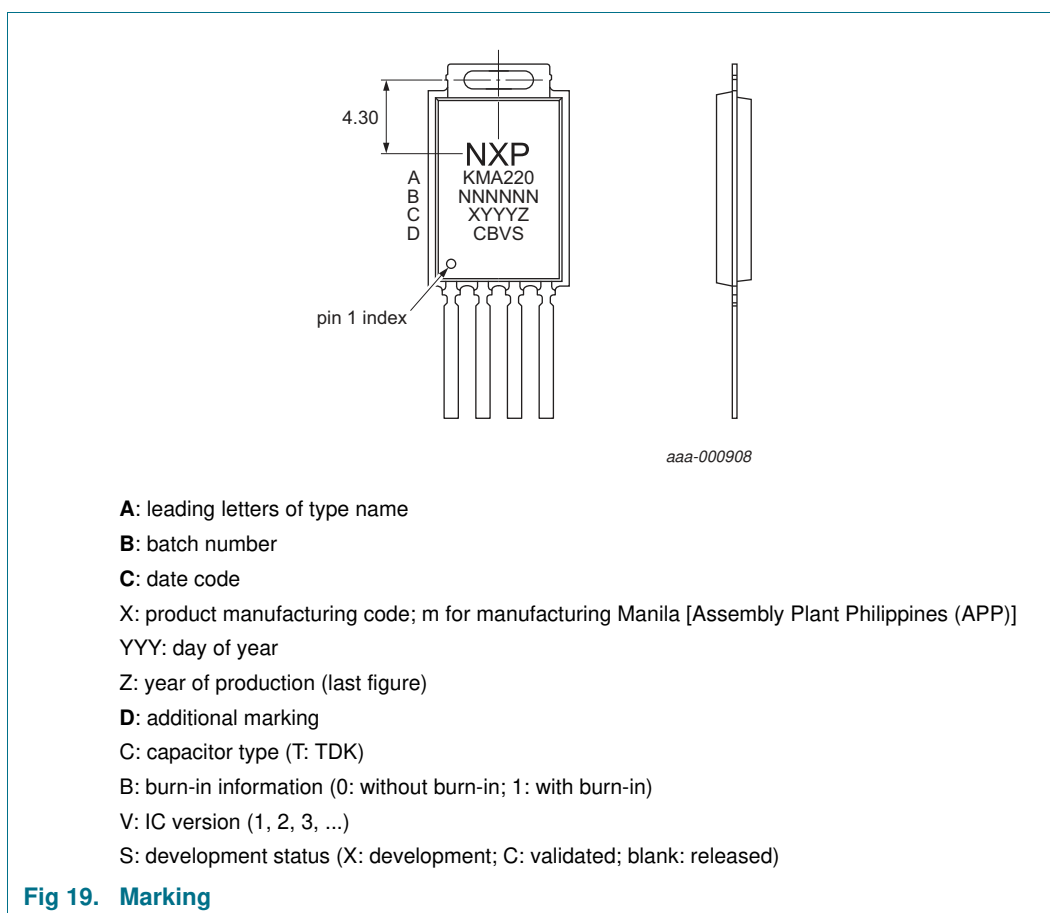 4.30
NXP
A KMA220
B NNNNNN
C XYYYZ
D CBVS
pin 1 index
aaa-000908
A: leading letters of type name
B: batch number
C: date code
X: product manufacturing code; m for manufacturing Manila [Assembly Plant Philippines (APP)]
YYY: day of year
Z: year of production (last figure)
D: additional marking
C: capacitor type (T: TDK)
B: burn-in information (0: without burn-in; 1: with burn-in)
V: IC version (1, 2, 3, ...)
S: development status (X: development; C: validated; blank: released)
Fig 19. Marking